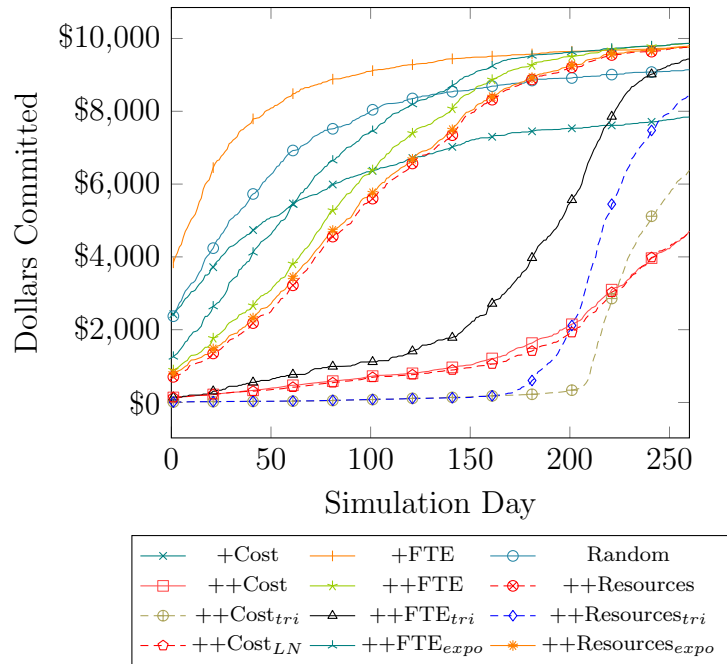 $10,000
$8,000
$6,000
$4,000
$2,000
$0
Dollars Committed
0 50 100 150 200 250
Simulation Day
+Cost +FTE Random
++Cost ++FTE ++Resources
++Cost_tri ++FTE_tri ++Resources_tri
++Cost_LN ++FTE_expo ++Resources_expo